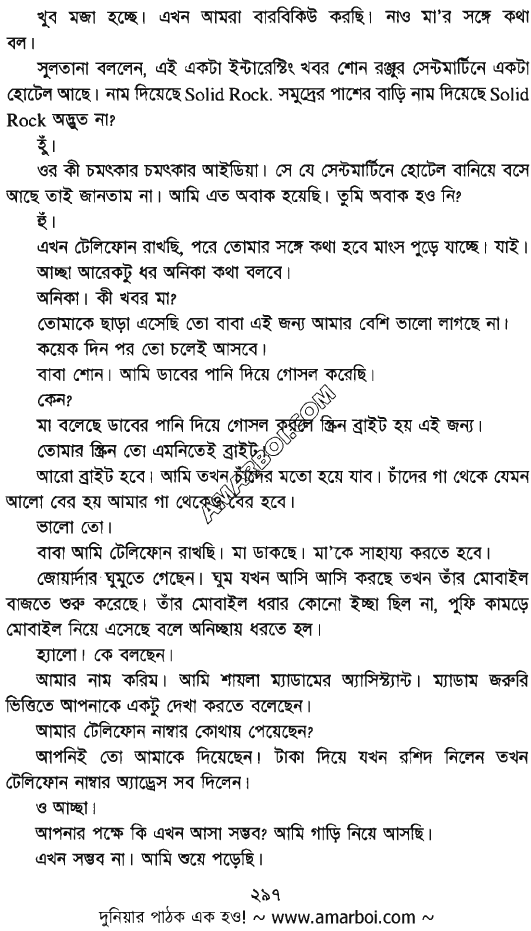 খুব মজা হচ্ছে। এখন আমরা বারবিকিউ করছি। নাও মা'র সঙ্গে কথা
বল।
সুলতানা বললেন, এই একটা ইন্টারেস্টিং খবর শোন রঞ্জুর সেন্টমার্টিনে একটা
হোটেল আছে। নাম দিয়েছে Solid Rock. সমুদ্রের পাশের বাড়ি নাম দিয়েছে Solid
Rock অদ্ভুত না?
হুঁ।
ওর কী চমৎকার চমৎকার আইডিয়া। সে যে সেন্টমার্টিনে হোটেল বানিয়ে বসে
আছে তাই জানতাম না। আমি এত অবাক হয়েছি। তুমি অবাক হও নি?
হুঁ।
এখন টেলিফোন রাখছি, পরে তোমার সঙ্গে কথা হবে মাংস পুড়ে যাচ্ছে। যাই।
আচ্ছা আরেকটু ধর অনিকা কথা বলবে।
অনিকা। কী খবর মা?
তোমাকে ছাড়া এসেছি তো বাবা এই জন্য আমার বেশি ভালো লাগছে না।
কয়েক দিন পর তো চলেই আসবে।
বাবা শোন। আমি ডাবের পানি দিয়ে গোসল করেছি।
কেন?
মা বলেছে ডাবের পানি দিয়ে গোসল করলে স্ক্রিন ব্রাইট হয় এই জন্য।
তোমার স্ক্রিন তো এমনিতেই ব্রাইট।
আরো ব্রাইট হবে। আমি তখন চাঁদের মতো হয়ে যাব। চাঁদের গা থেকে যেমন
আলো বের হয় আমার গা থেকেও বের হবে।
ভালো তো।
বাবা আমি টেলিফোন রাখছি। মা ডাকছে। মা'কে সাহায্য করতে হবে।
জোয়ার্দার ঘুমুতে গেছেন। ঘুম যখন আসি আসি করছে তখন তাঁর মোবাইল
বাজতে শুরু করেছে। তাঁর মোবাইল ধরার কোনো ইচ্ছা ছিল না, পুফি কামড়ে
মোবাইল নিয়ে এসেছে বলে অনিচ্ছায় ধরতে হল।
হ্যালো। কে বলছেন।
আমার নাম করিম। আমি শায়লা ম্যাডামের অ্যাসিস্ট্যান্ট। ম্যাডাম জরুরি
ভিত্তিতে আপনাকে একটু দেখা করতে বলেছেন।
আমার টেলিফোন নাম্বার কোথায় পেয়েছেন?
আপনিই তো আমাকে দিয়েছেন। টাকা দিয়ে যখন রশিদ নিলেন তখন
টেলিফোন নাম্বার অ্যাড্রেস সব দিলেন।
ও আচ্ছা।
আপনার পক্ষে কি এখন আসা সম্ভব? আমি গাড়ি নিয়ে আসছি।
এখন সম্ভব না। আমি শুয়ে পড়েছি।
AMARBOI.COM
২৯৭
দুনিয়ার পাঠক এক হও! ~ www.amarboi.com ~